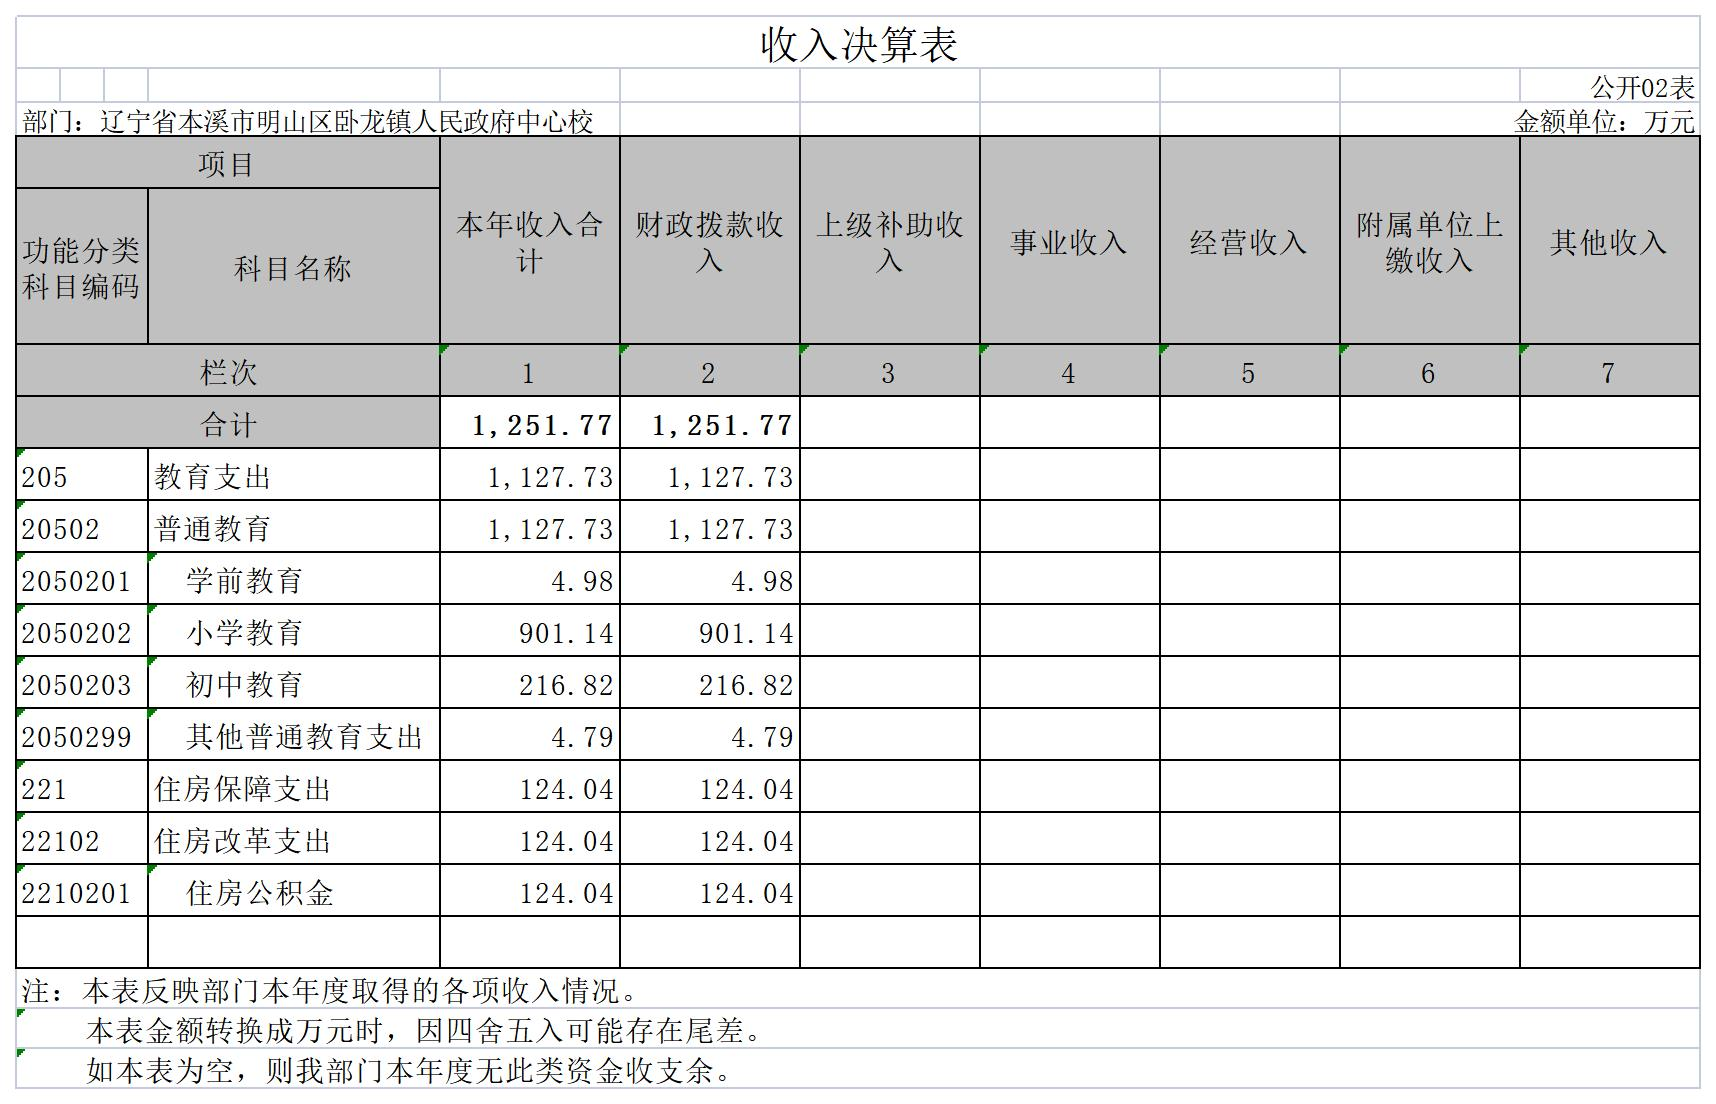 收入决算表
公开02表
部门：辽宁省本溪市明山区卧龙镇人民政府中心校 金额单位：万元
项目
功能分类科目编码 科目名称 本年收入合计 财政拨款收入 上级补助收入 事业收入 经营收入 附属单位上缴收入 其他收入
栏次 1 2 3 4 5 6 7
合计 1,251.77 1,251.77
205 教育支出 1,127.73 1,127.73
20502 普通教育 1,127.73 1,127.73
2050201 学前教育 4.98 4.98
2050202 小学教育 901.14 901.14
2050203 初中教育 216.82 216.82
2050299 其他普通教育支出 4.79 4.79
221 住房保障支出 124.04 124.04
22102 住房改革支出 124.04 124.04
2210201 住房公积金 124.04 124.04
注：本表反映部门本年度取得的各项收入情况。
本表金额转换成万元时，因四舍五入可能存在尾差。
如本表为空，则我部门本年度无此类资金收支余。